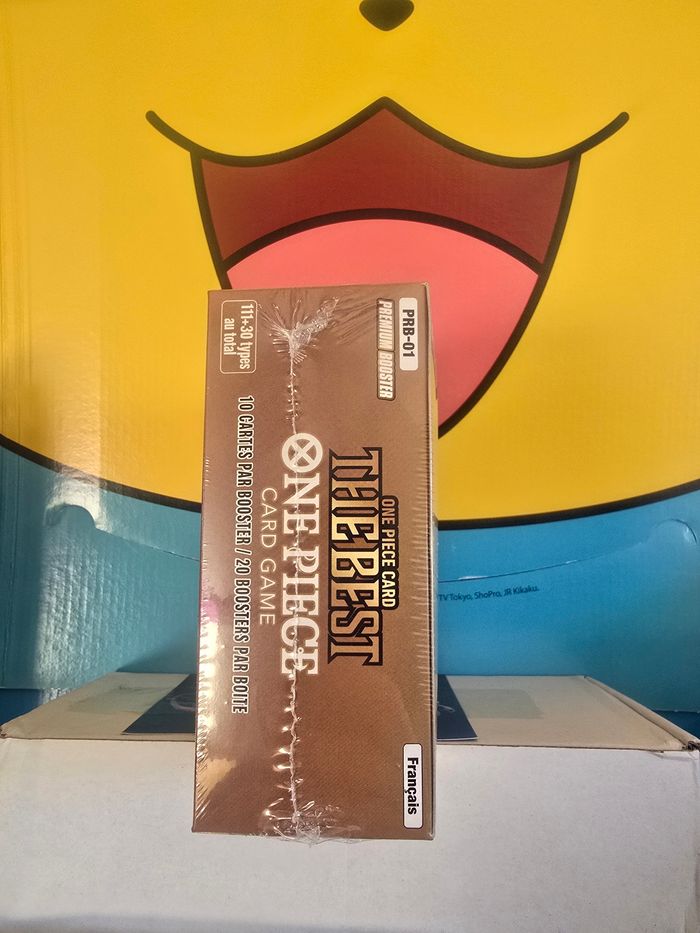 PRB-01
PREMIUM BOOSTER
ONE PIECE CARD
THE BEST
ONE PIECE
CARD GAME
111+30 types
au total
10 CARTES PAR BOOSTER / 20 BOOSTERS PAR BOITE
Français
TV Tokyo, ShoPro, JR Kikaku.